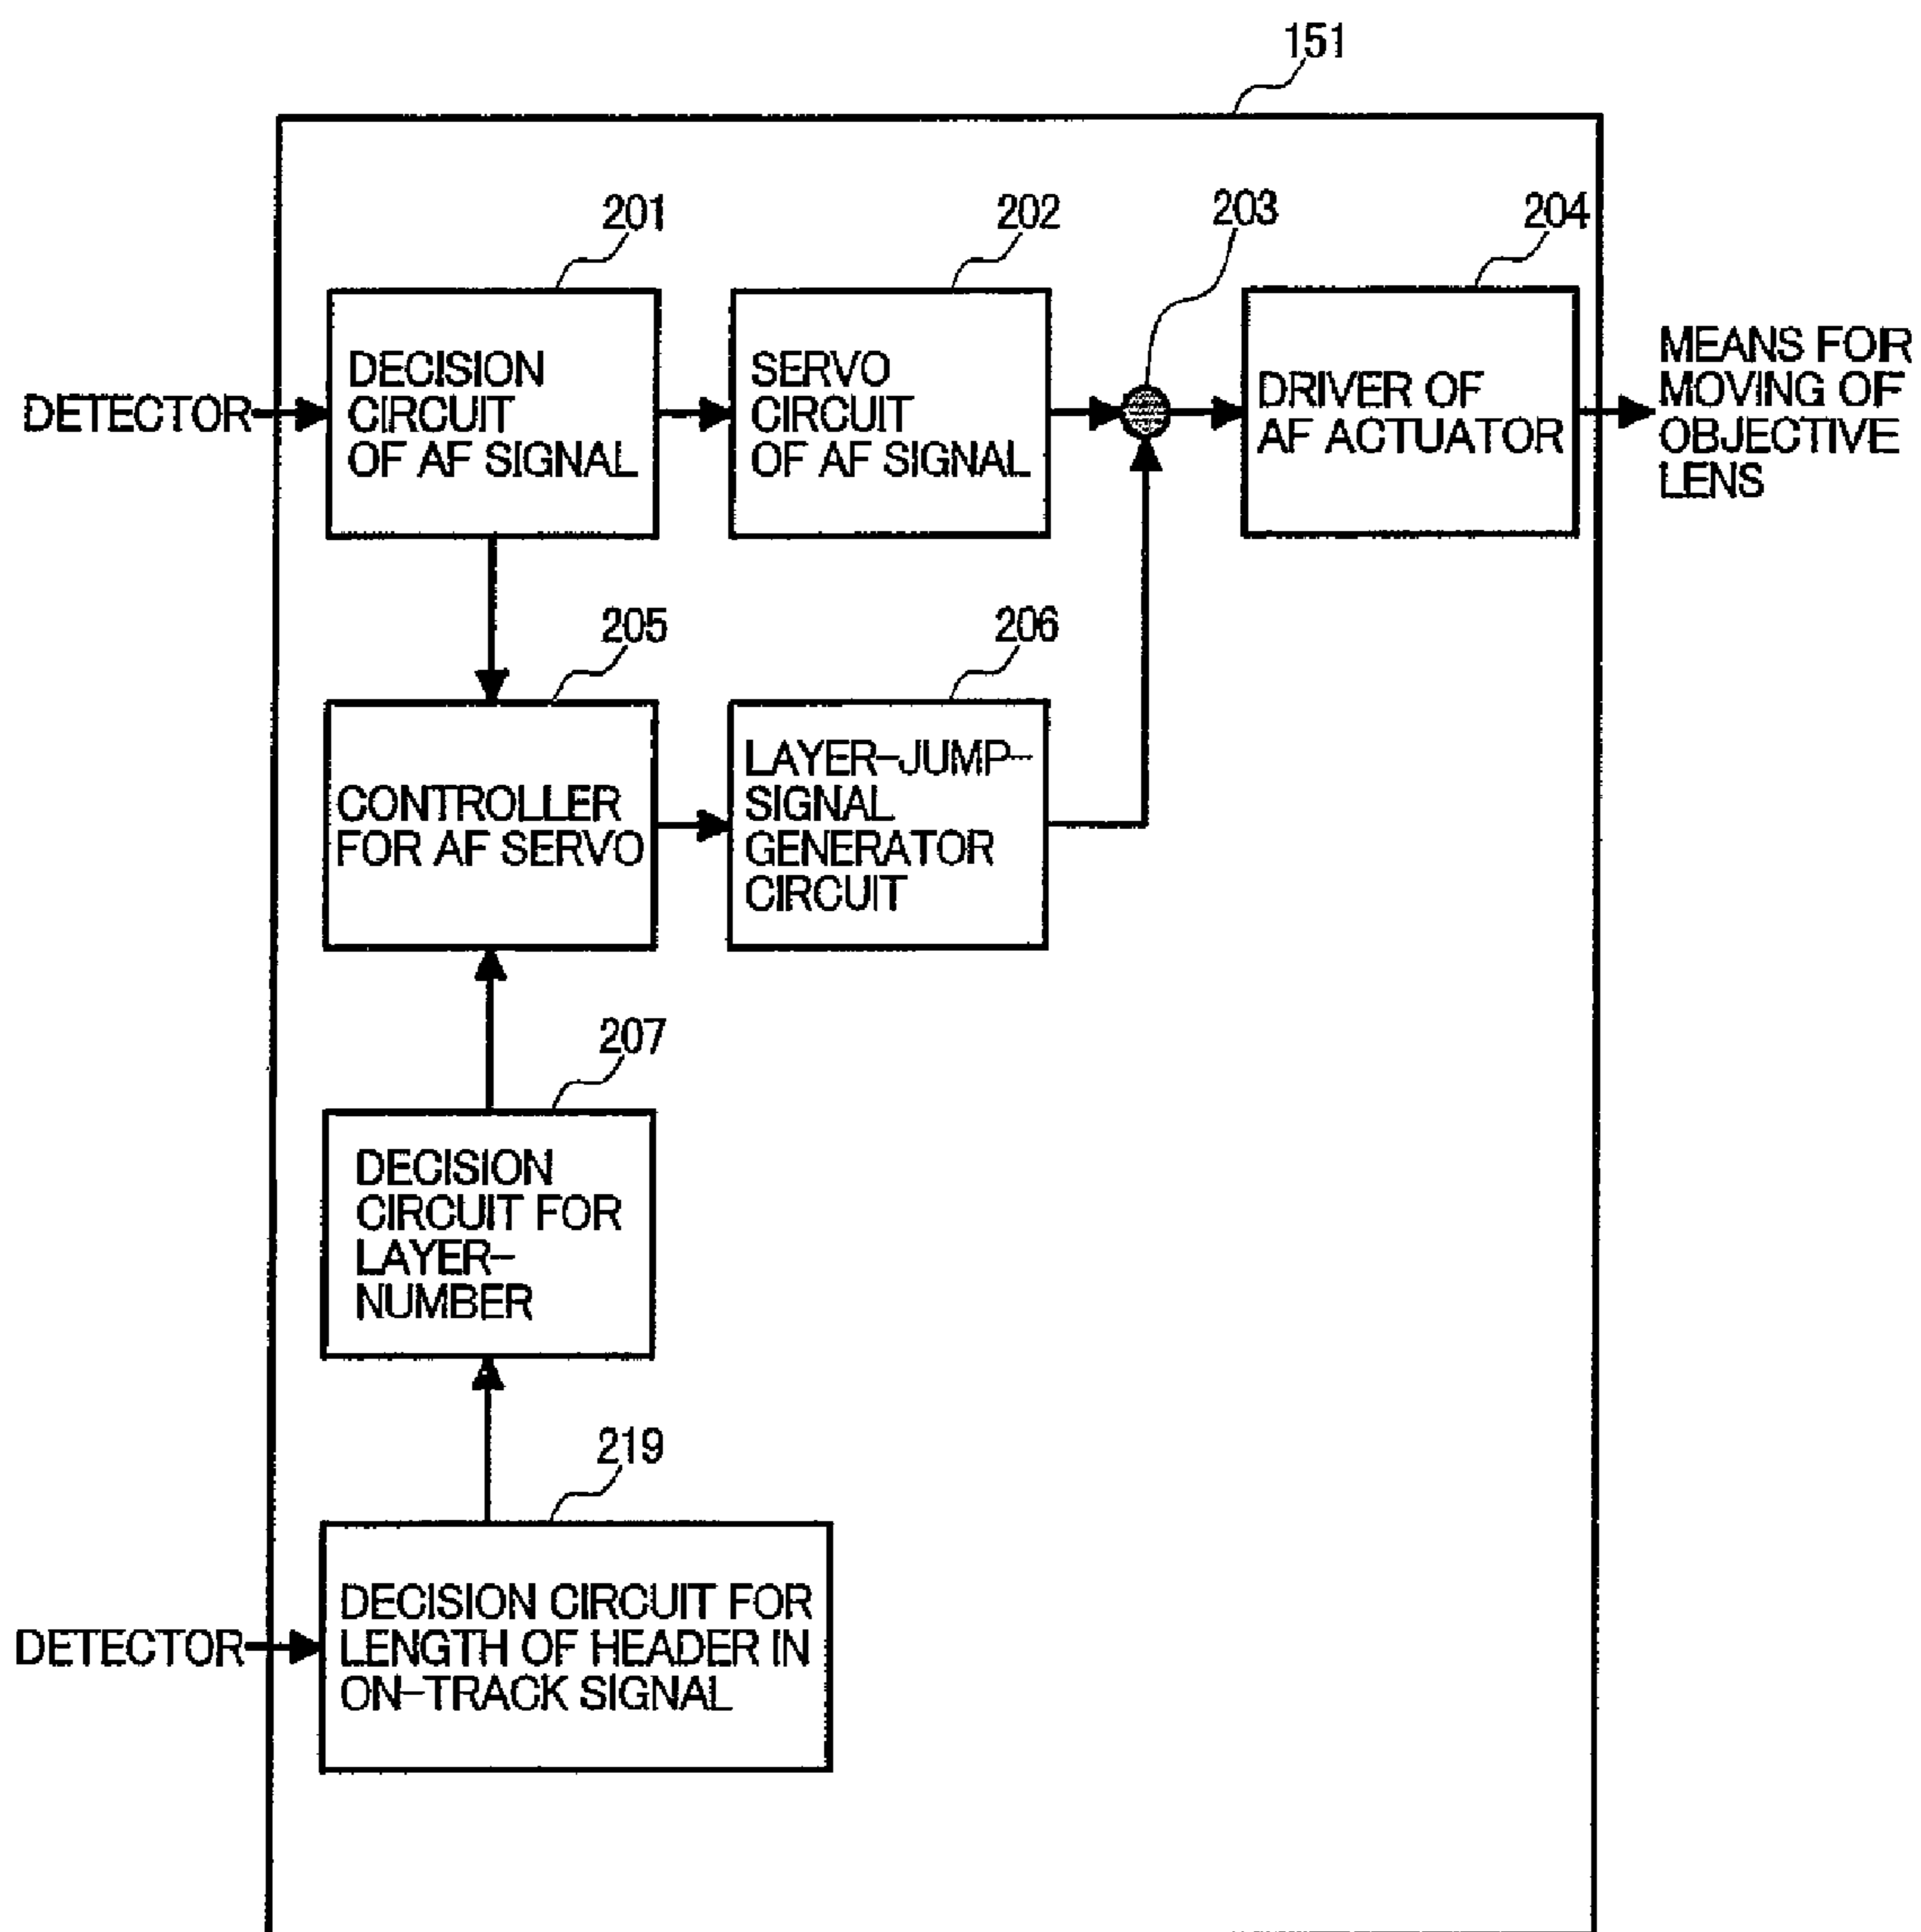 151
201
202
203
204
DETECTOR
DECISION
CIRCUIT
OF AF SIGNAL
SERVO
CIRCUIT
OF AF SIGNAL
DRIVER OF
AF ACTUATOR
MEANS FOR
MOVING OF
OBJECTIVE
LENS
205
206
CONTROLLER
FOR AF SERVO
LAYER-JUMP-
SIGNAL
GENERATOR
CIRCUIT
207
DECISION
CIRCUIT FOR
LAYER-
NUMBER
219
DETECTOR
DECISION CIRCUIT FOR
LENGTH OF HEADER IN
ON-TRACK SIGNAL